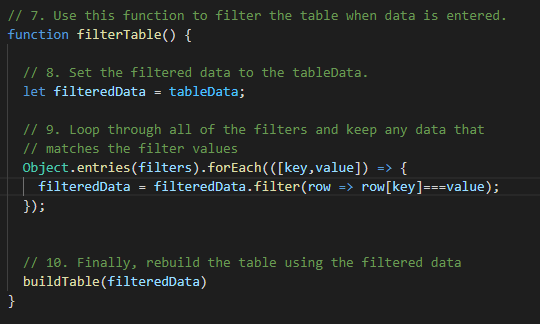 // 7. Use this function to filter the table when data is entered.
function filterTable() {
// 8. Set the filtered data to the tableData.
let filteredData = tableData;
// 9. Loop through all of the filters and keep any data that
// matches the filter values
Object.entries(filters).forEach(([key,value]) => {
filteredData = filteredData.filter(row => row[key]===value);
});
// 10. Finally, rebuild the table using the filtered data
buildTable(filteredData)
}